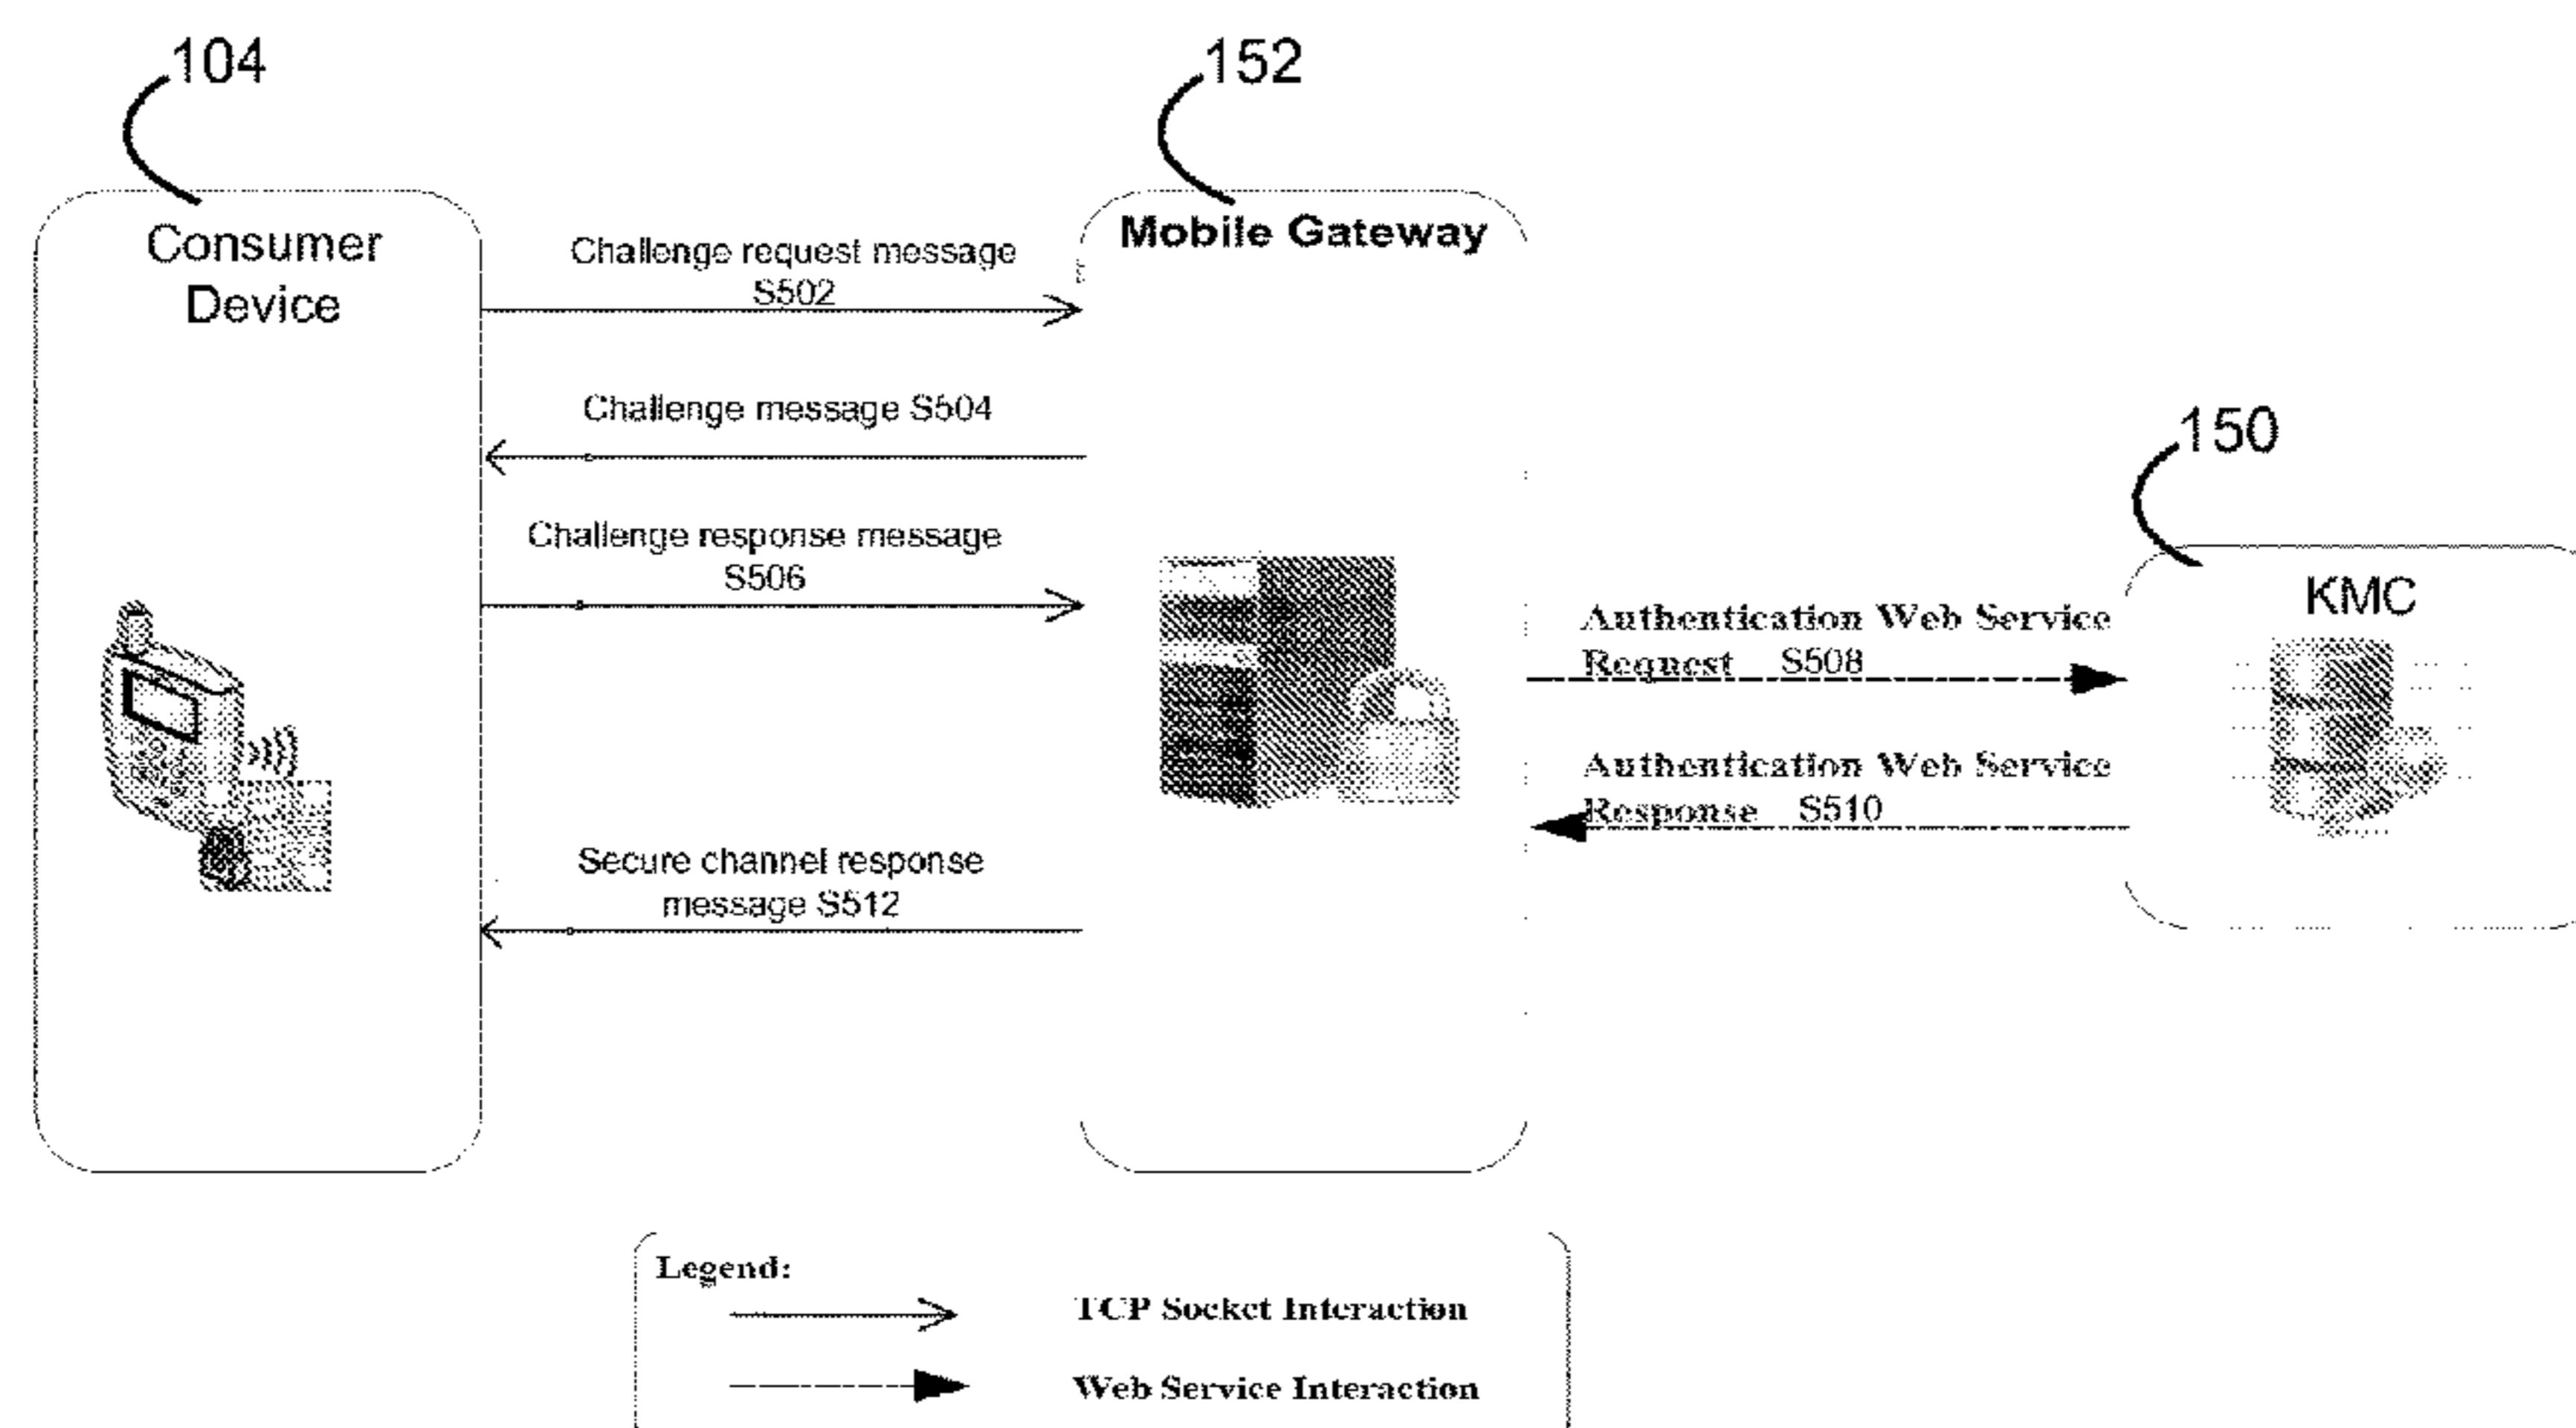 104
152
Consumer
Device
Mobile Gateway
Challenge request message
S502
Challenge message S504
150
Challenge response message
S506
KMC
Authentication Web Service
Request S508
Authentication Web Service
Response S510
Secure channel response
message S512
Legend:
TCP Socket Interaction
Web Service Interaction